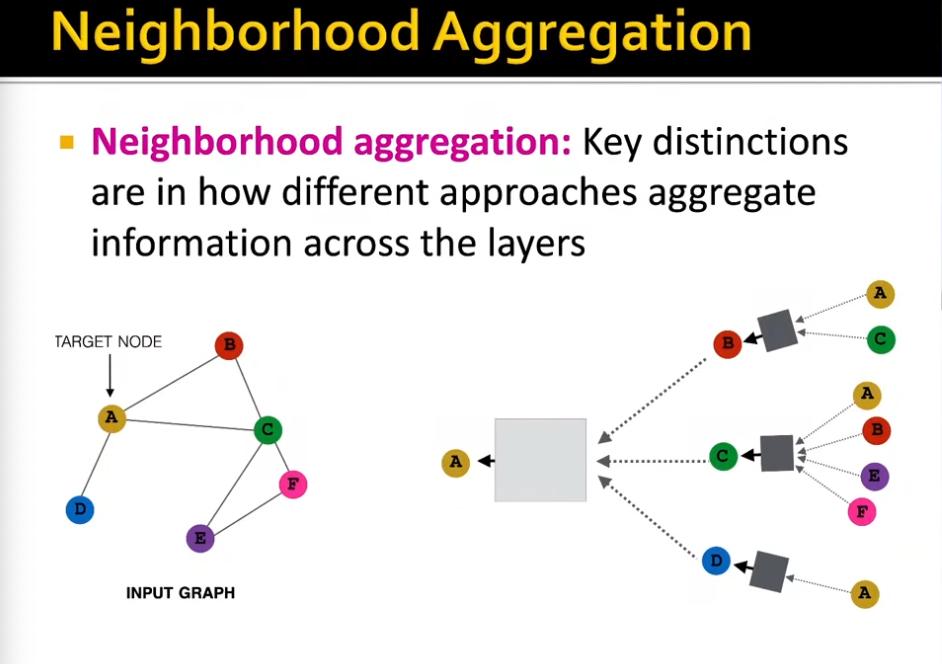 Neighborhood Aggregation
Neighborhood aggregation: Key distinctions
are in how different approaches aggregate
information across the layers
TARGET NODE
A
B
C
D
E
F
INPUT GRAPH
A
B
C
D
A
C
A
B
E
F
A